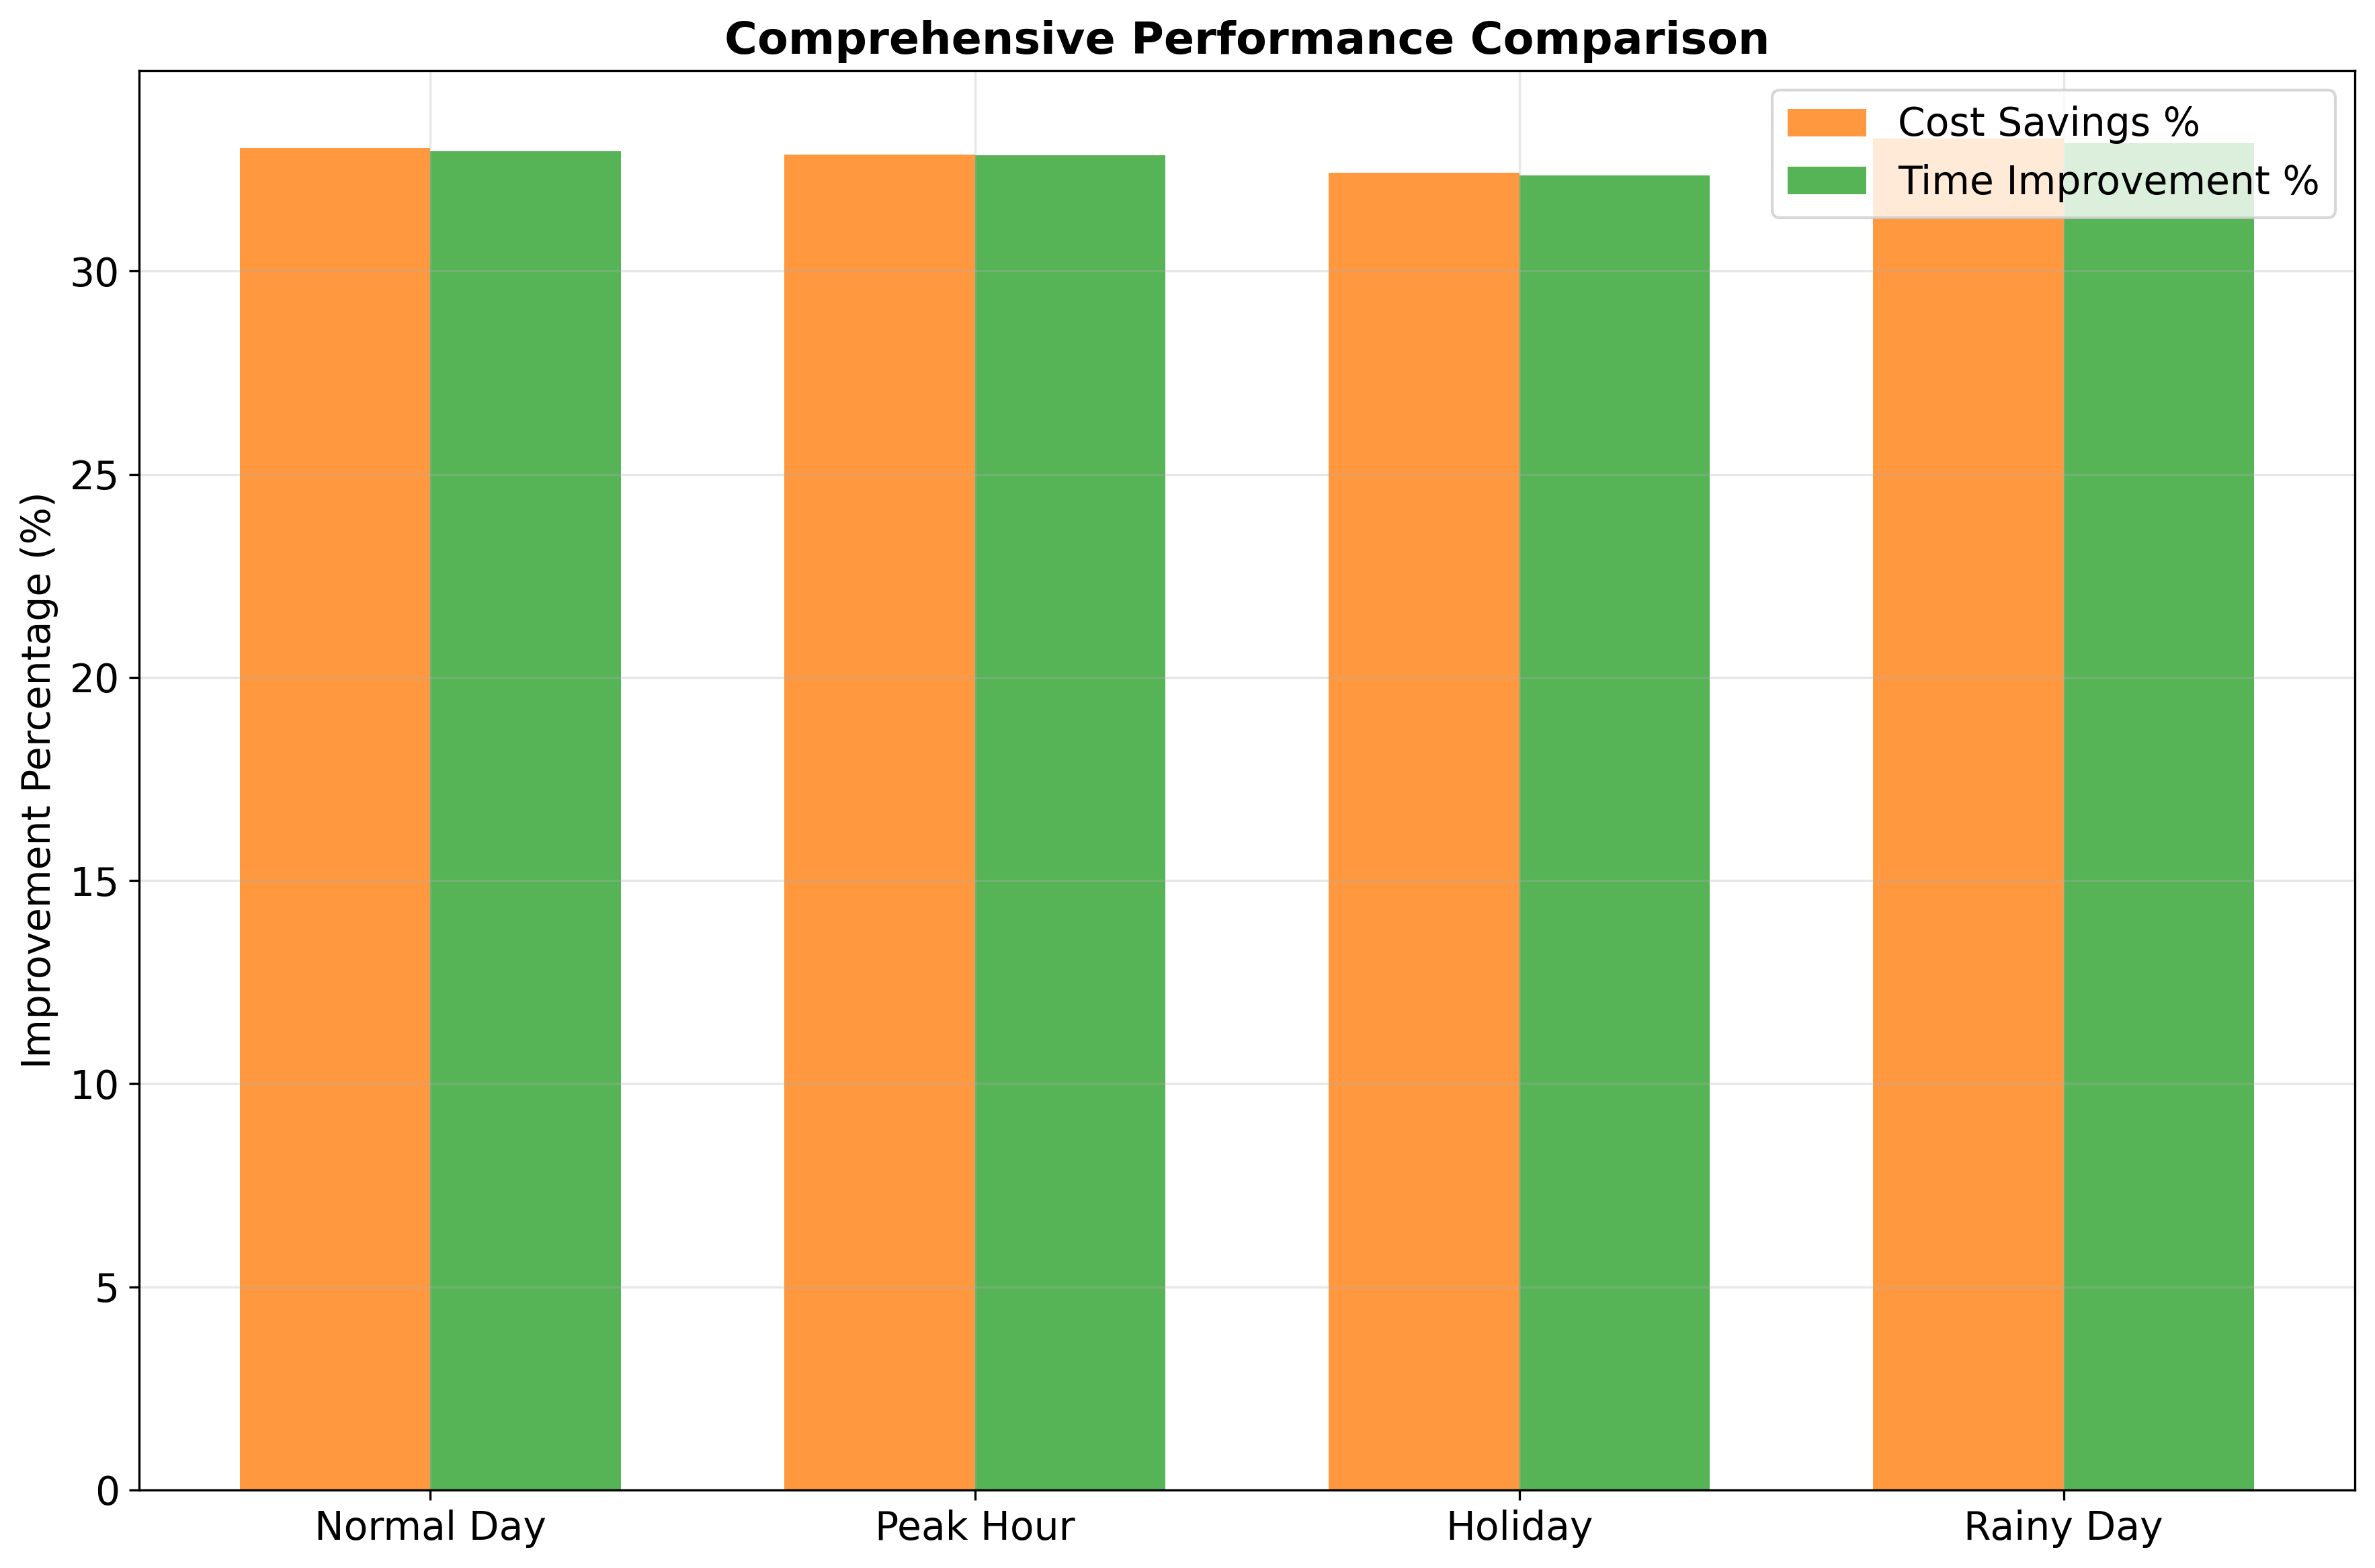 Comprehensive Performance Comparison
Cost Savings %
Time Improvement %
Improvement Percentage (%)
30
25
20
15
10
5
0
Normal Day
Peak Hour
Holiday
Rainy Day